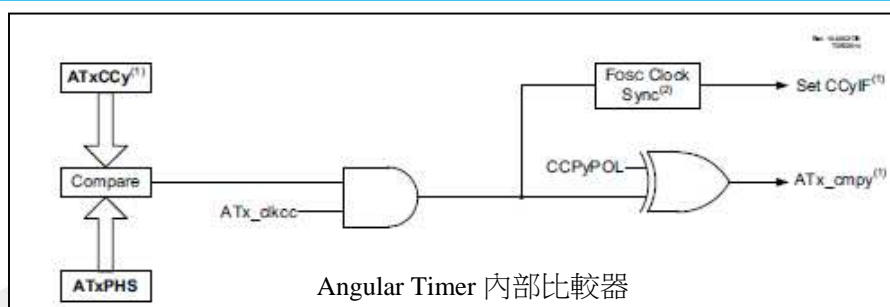 ATxCCy(1)
Fosc Clock
Sync(2)
Set CCyIF(1)
Compare
CCPyPOL
ATx_cmpy(1)
ATx_clkcc
ATxPHS
Angular Timer 內部比較器